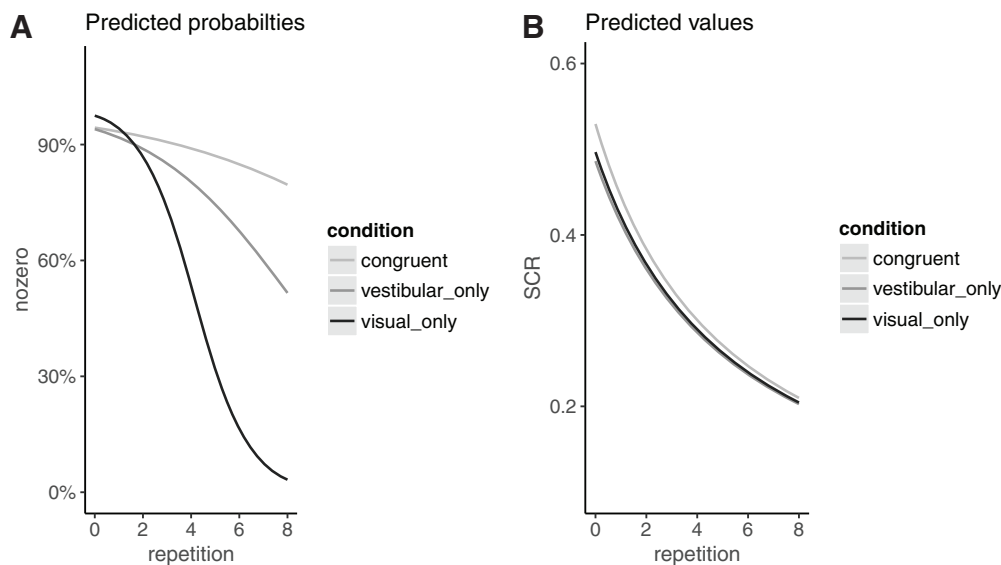 A
Predicted probabilties
nozero
90%
60%
30%
0%
0 2 4 6 8
repetition
condition
congruent
vestibular_only
visual_only
B
Predicted values
SCR
0.6
0.4
0.2
0 2 4 6 8
repetition
condition
congruent
vestibular_only
visual_only